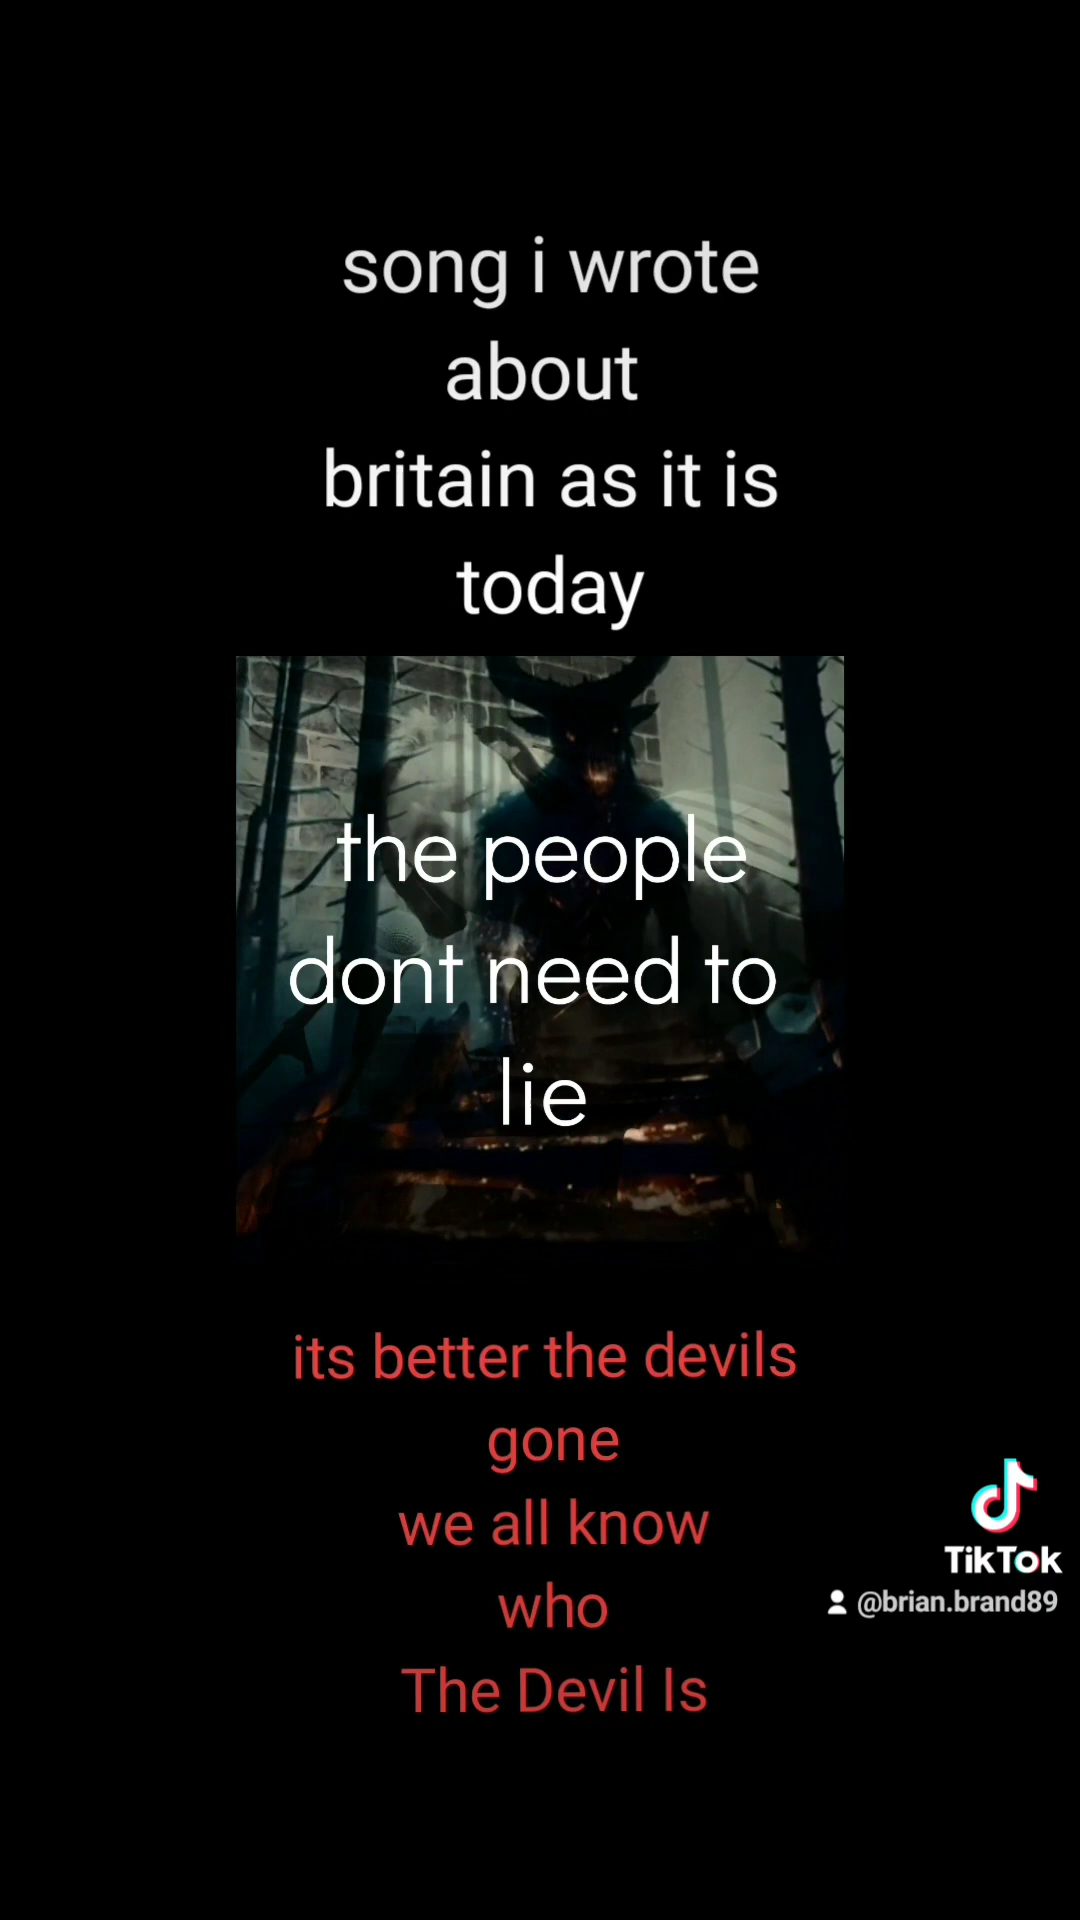 song i wrote
about
britain as it is
today
the people
dont need to
lie
its better the devils
gone
we all know
who
The Devil Is
TikTok
@brian.brand89